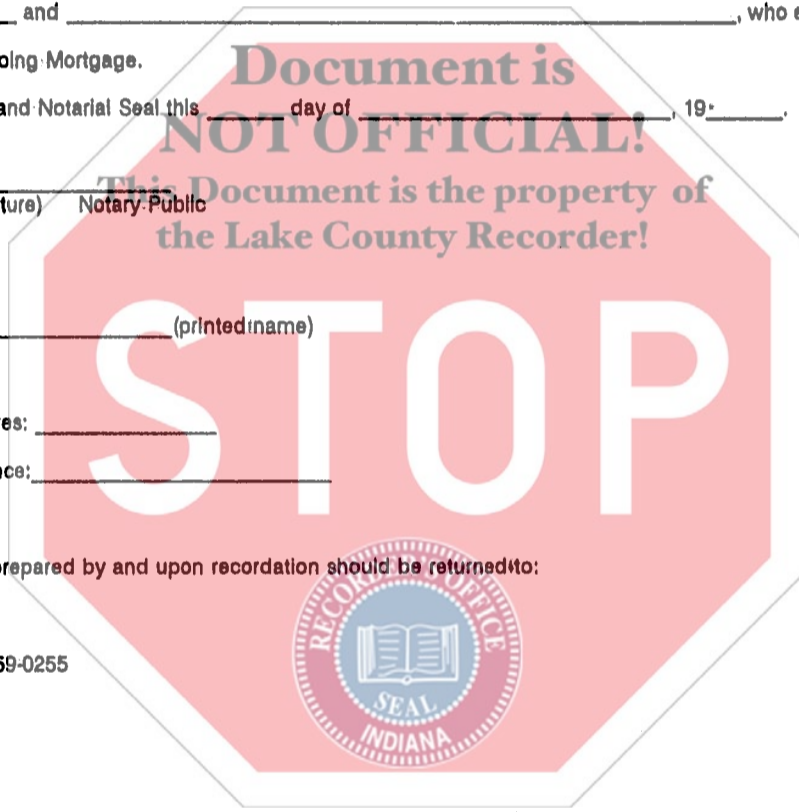 and , who e
oing Mortgage.
Document is
and Notarial Seal this day of , 19
NOT OFFICIAL!
This Document is the property of
ture) Notary Public
the Lake County Recorder!
(printed name)
STOP
es:
ce:
prepared by and upon recordation should be returned to:
RECORDER'S OFFICE
59-0255
SEAL
INDIANA